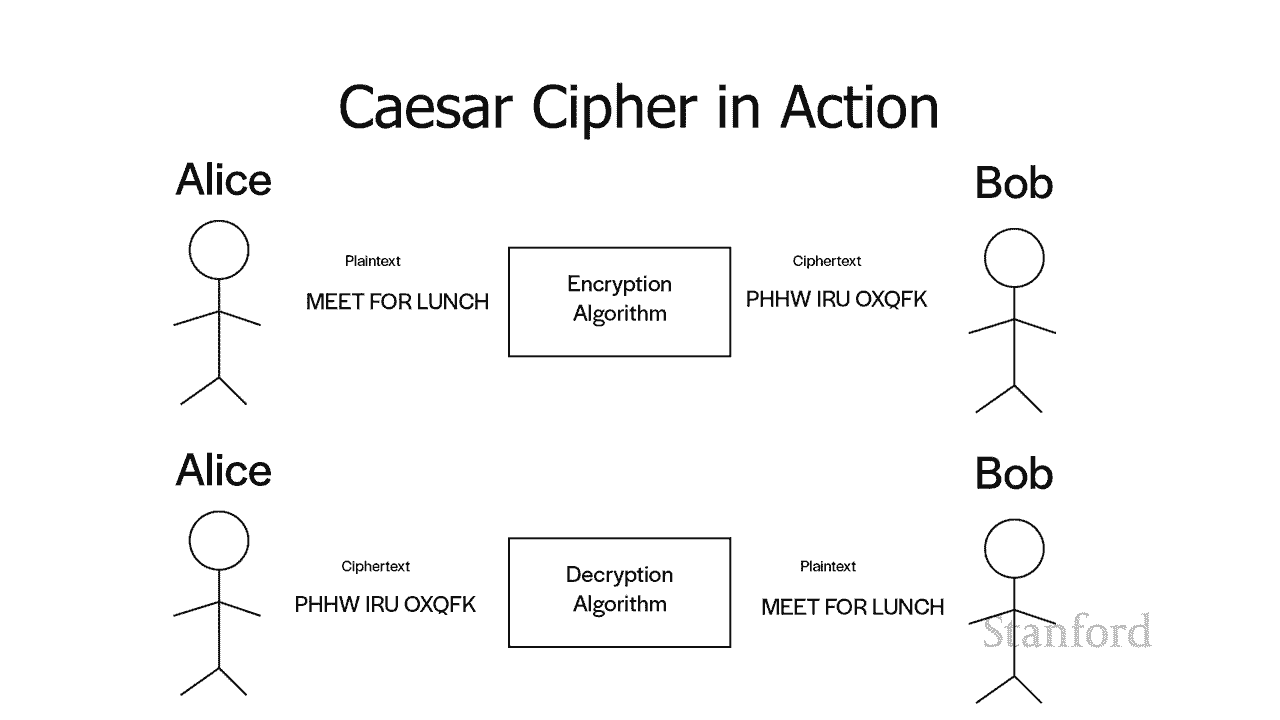 Caesar Cipher in Action
Alice
Bob
Plaintext
Ciphertext
MEET FOR LUNCH
Encryption
Algorithm
PHHW IRU OXQFK
Alice
Bob
Ciphertext
Plaintext
PHHW IRU OXQFK
Decryption
Algorithm
MEET FOR LUNCH
Stanford